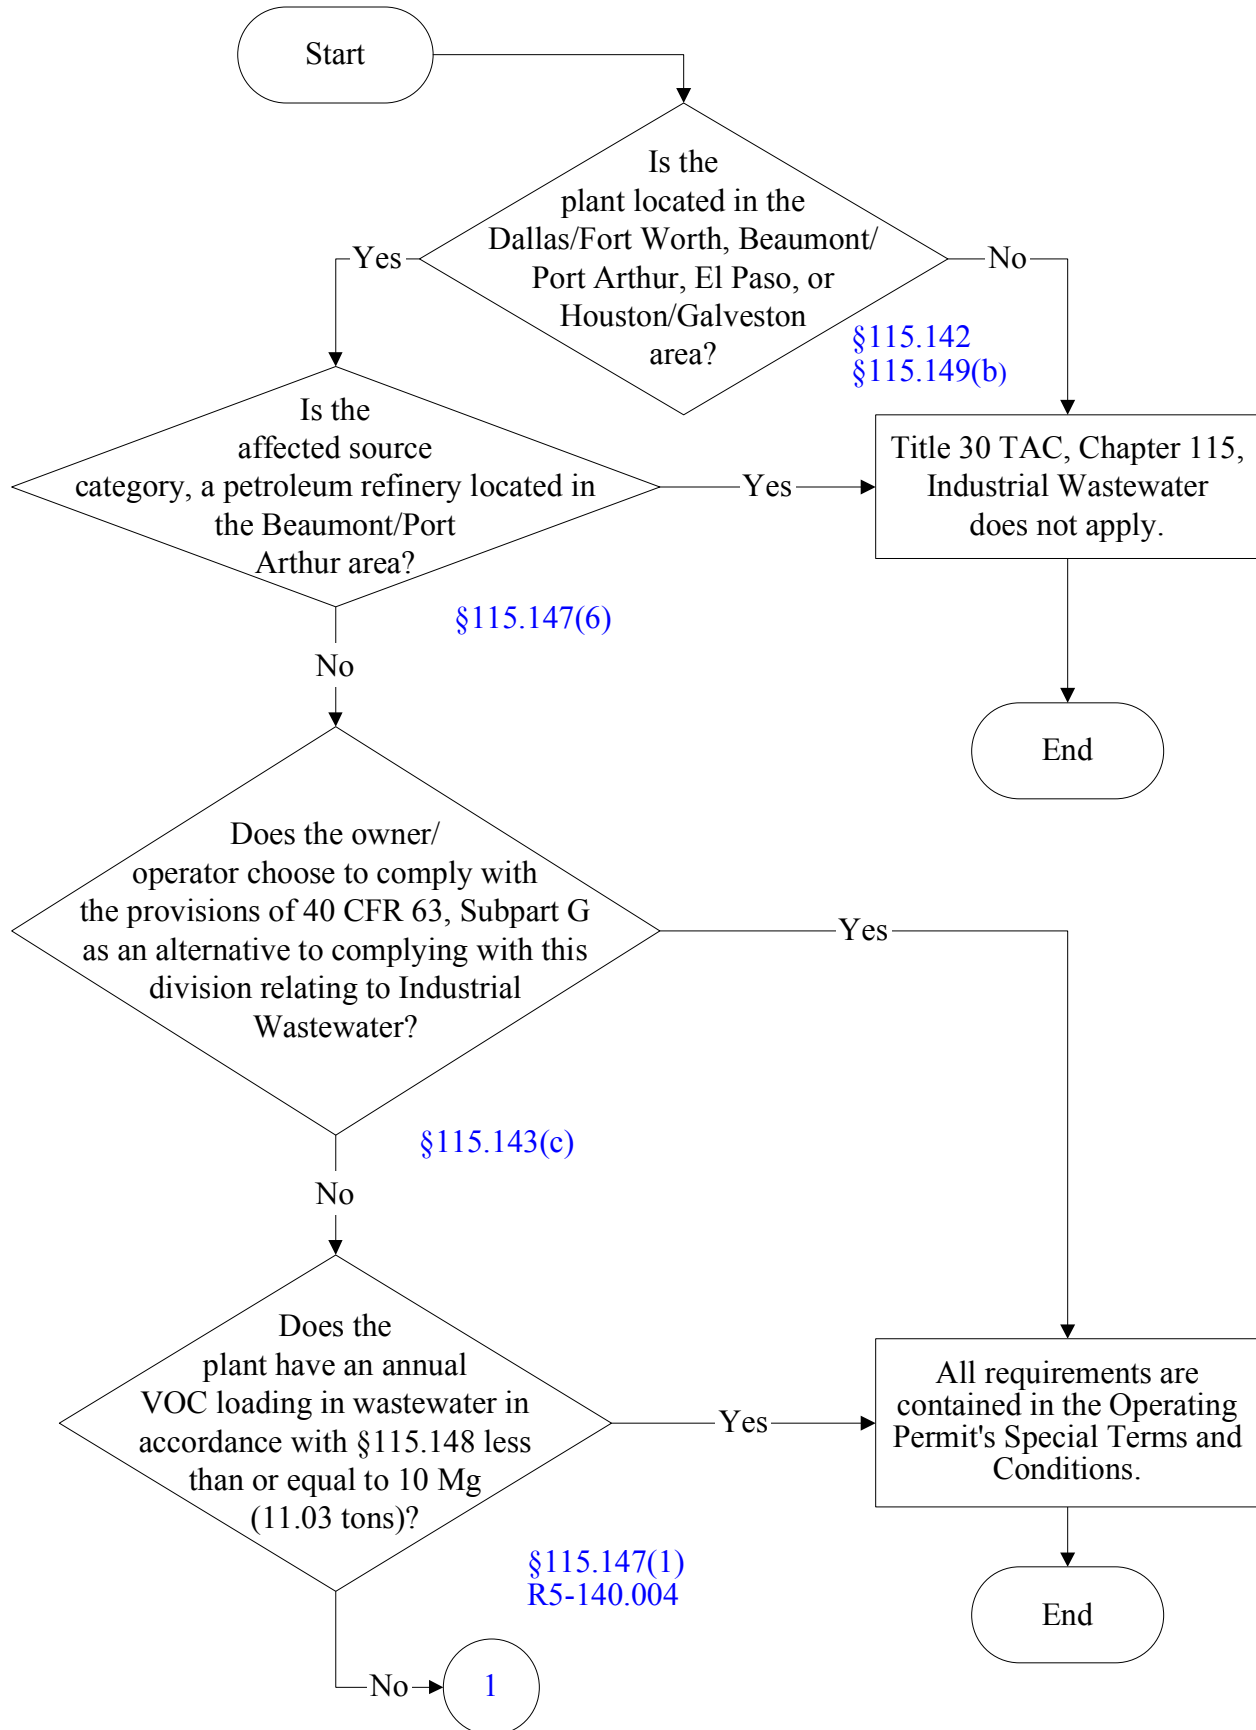 Start
Is the
plant located in the
Dallas/Fort Worth, Beaumont/
Port Arthur, El Paso, or
Houston/Galveston
area?
Yes
No
§115.142
§115.149(b)
Is the
affected source
category, a petroleum refinery located in
the Beaumont/Port
Arthur area?
Yes
Title 30 TAC, Chapter 115,
Industrial Wastewater
does not apply.
§115.147(6)
No
End
Does the owner/
operator choose to comply with
the provisions of 40 CFR 63, Subpart G
as an alternative to complying with this
division relating to Industrial
Wastewater?
Yes
§115.143(c)
No
Does the
plant have an annual
VOC loading in wastewater in
accordance with §115.148 less
than or equal to 10 Mg
(11.03 tons)?
Yes
All requirements are
contained in the Operating
Permit's Special Terms and
Conditions.
§115.147(1)
R5-140.004
End
No
1